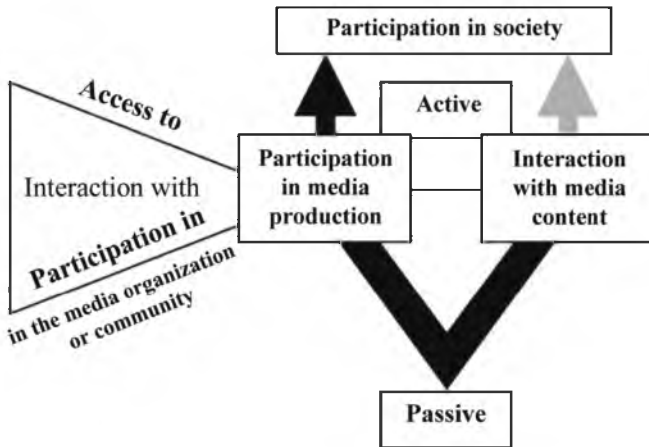 Participation in society
Active
Access to
Interaction with
Participation in
in the media organization
or community
Participation
in media
production
Interaction
with media
content
Passive